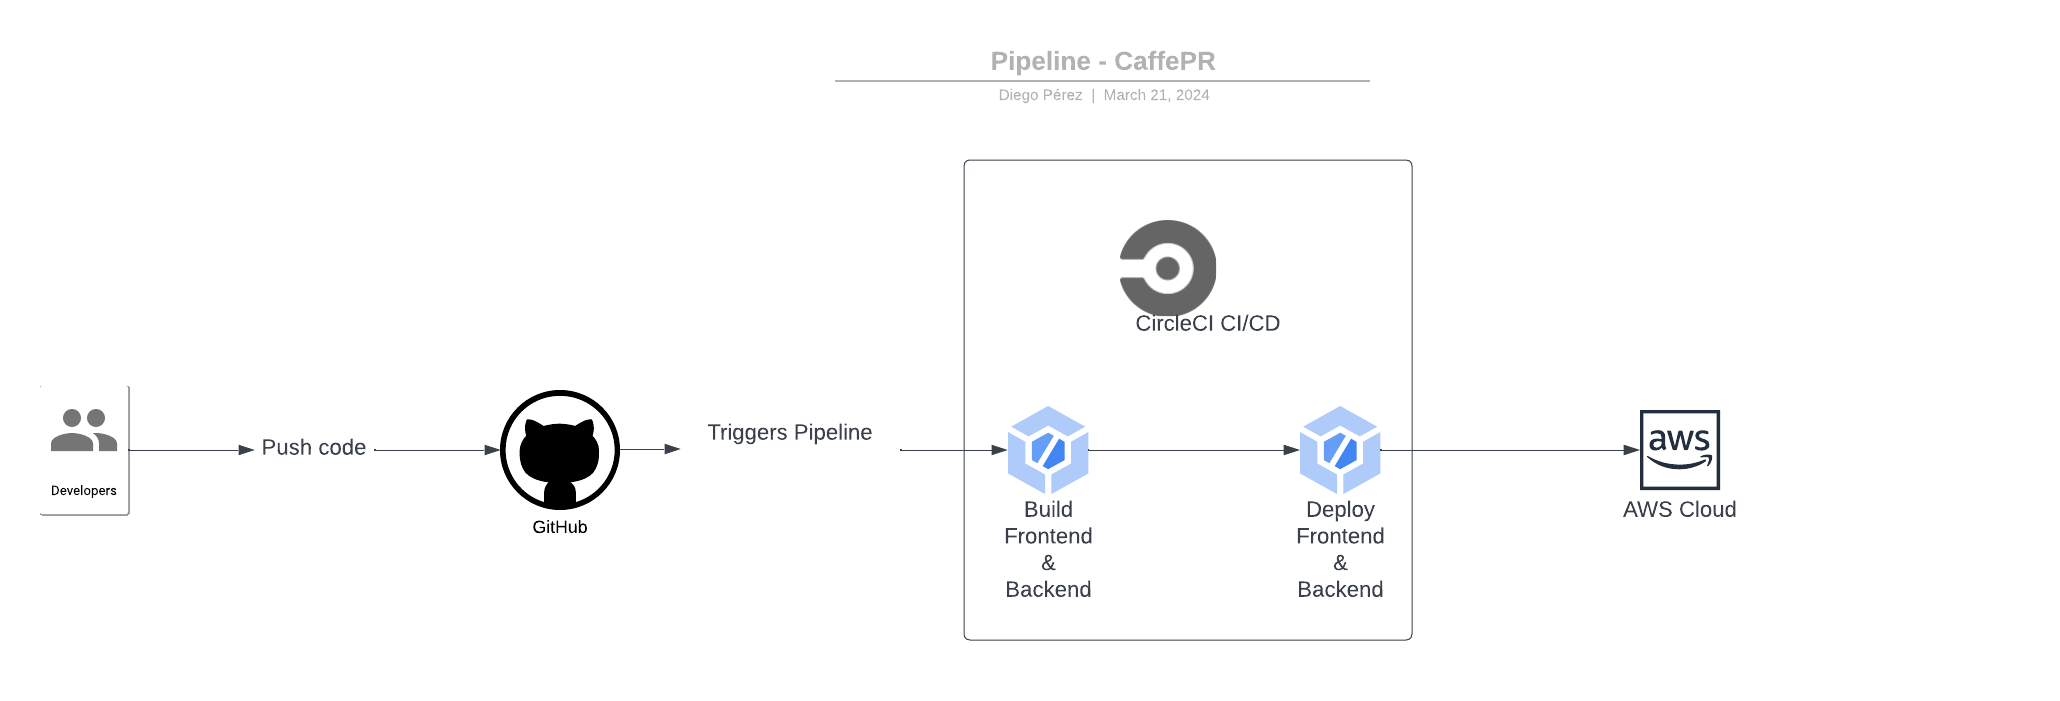 Pipeline - CaffePR
Diego Pérez | March 21, 2024
CircleCI CI/CD
Developers
Push code
GitHub
Triggers Pipeline
Build
Frontend
&
Backend
Deploy
Frontend
&
Backend
aws
AWS Cloud